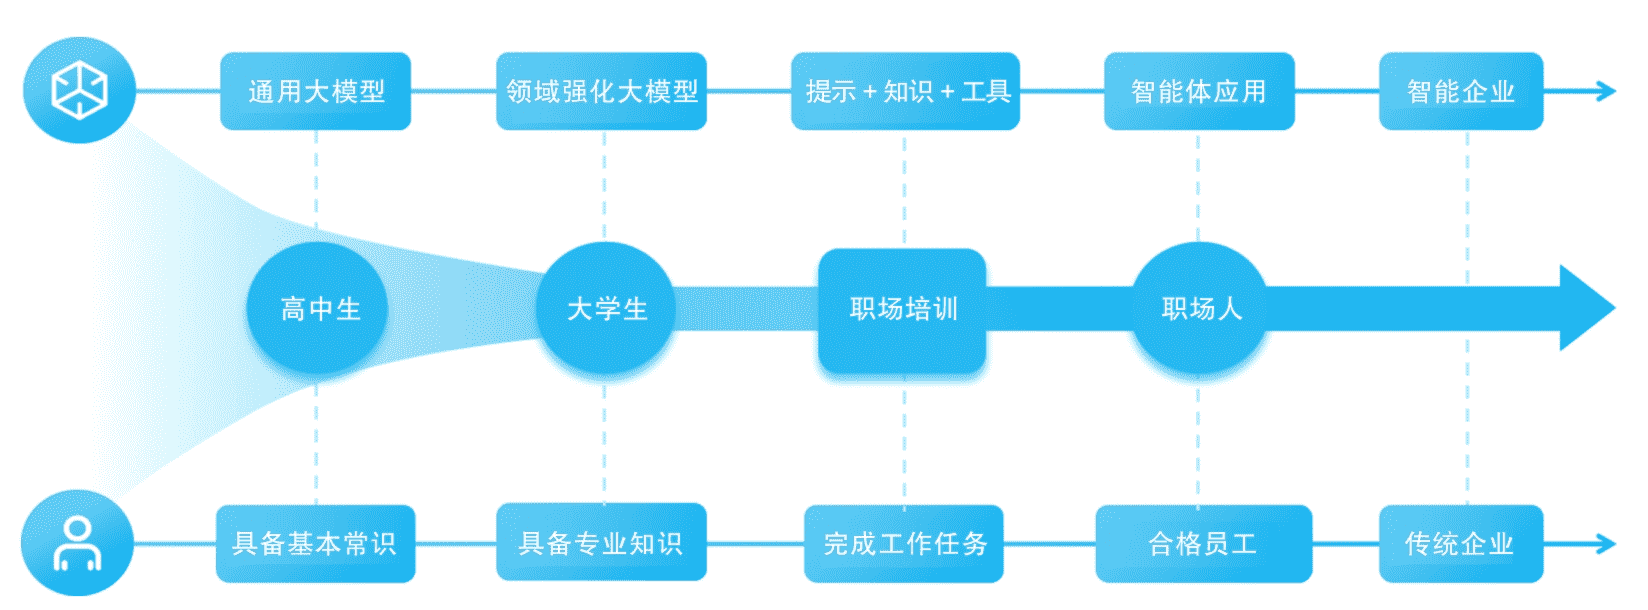 通用大模型
领域强化大模型
提示+知识+工具
智能体应用
智能企业
高中生
大学生
职场培训
职场人
具备基本常识
具备专业知识
完成工作任务
合格员工
传统企业